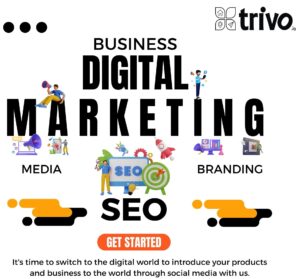 trivo
BUSINESS
DIGITAL
MARKETING
MEDIA
BRANDING
SEO
SEO
GET STARTED
It's time to switch to the digital world to introduce your products
and business to the world through social media with us.